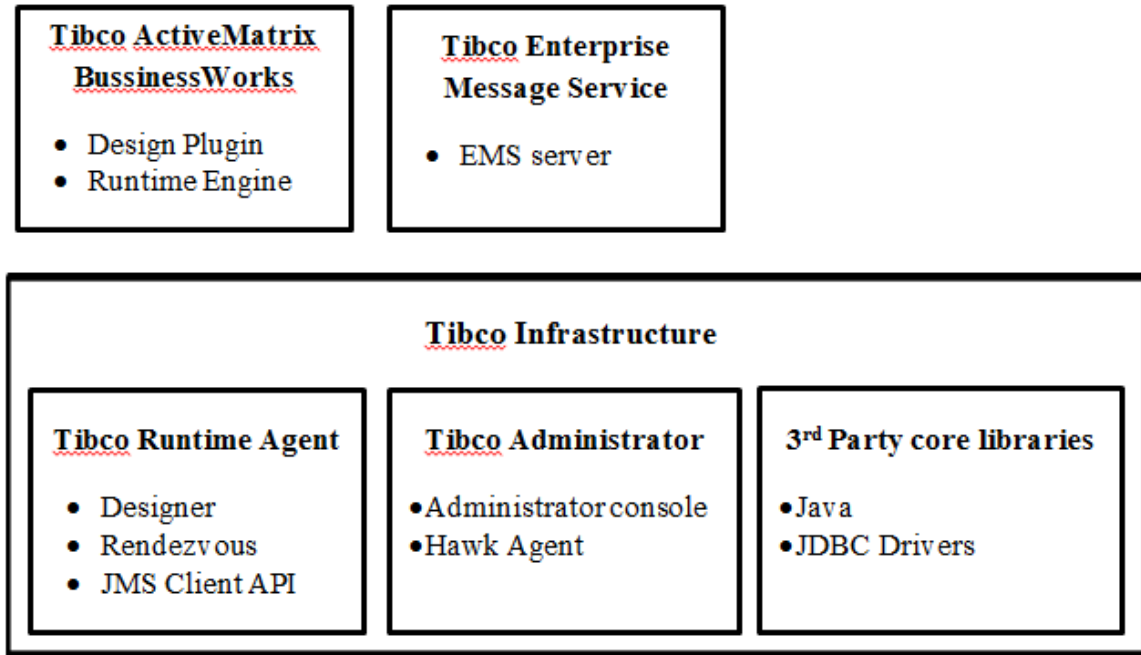 Tibco ActiveMatrix
BussinessWorks
• Design Plugin
• Runtime Engine
Tibco Enterprise
Message Service
• EMS server
Tibco Infrastructure
Tibco Runtime Agent
• Designer
• Rendezvous
• JMS Client API
Tibco Administrator
•Administrator console
•Hawk Agent
3rd Party core libraries
•Java
•JDBC Drivers